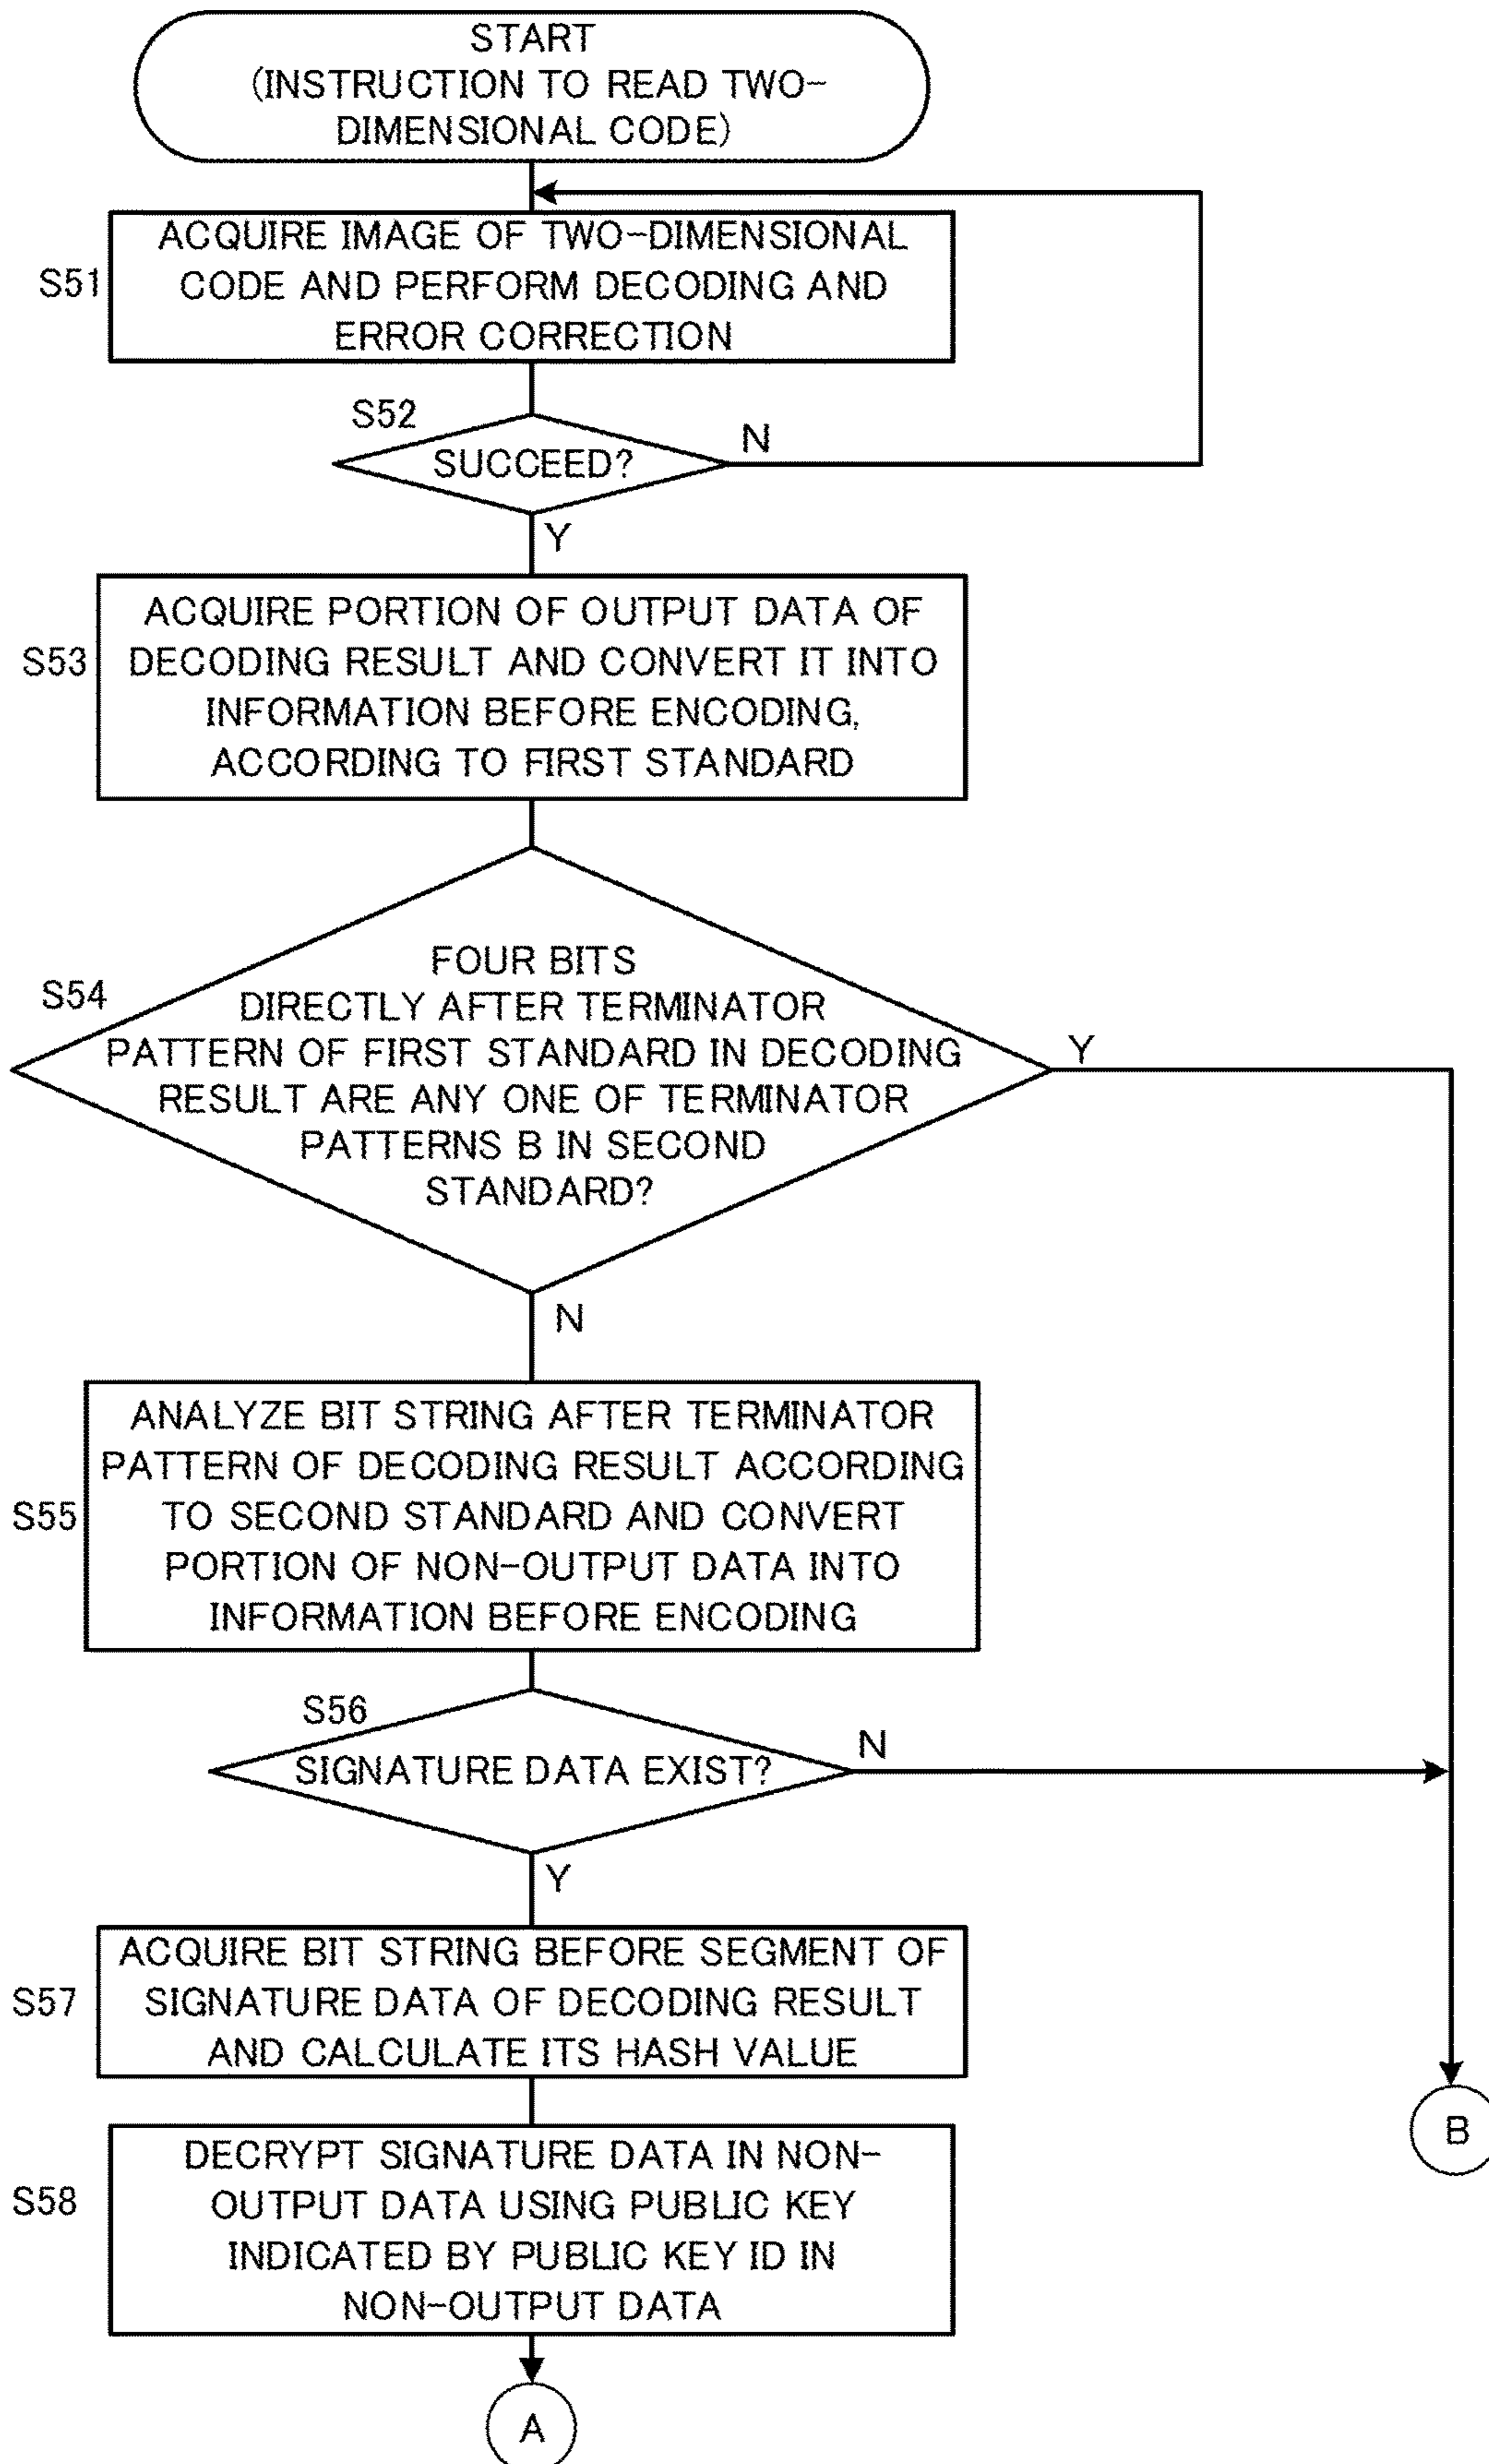 START
(INSTRUCTION TO READ TWO-
DIMENSIONAL CODE)
S51
ACQUIRE IMAGE OF TWO-DIMENSIONAL
CODE AND PERFORM DECODING AND
ERROR CORRECTION
S52
SUCCEED?
N
Y
S53
ACQUIRE PORTION OF OUTPUT DATA OF
DECODING RESULT AND CONVERT IT INTO
INFORMATION BEFORE ENCODING,
ACCORDING TO FIRST STANDARD
S54
FOUR BITS
DIRECTLY AFTER TERMINATOR
PATTERN OF FIRST STANDARD IN DECODING
RESULT ARE ANY ONE OF TERMINATOR
PATTERNS B IN SECOND
STANDARD?
Y
N
S55
ANALYZE BIT STRING AFTER TERMINATOR
PATTERN OF DECODING RESULT ACCORDING
TO SECOND STANDARD AND CONVERT
PORTION OF NON-OUTPUT DATA INTO
INFORMATION BEFORE ENCODING
S56
SIGNATURE DATA EXIST?
N
Y
S57
ACQUIRE BIT STRING BEFORE SEGMENT OF
SIGNATURE DATA OF DECODING RESULT
AND CALCULATE ITS HASH VALUE
B
S58
DECRYPT SIGNATURE DATA IN NON-
OUTPUT DATA USING PUBLIC KEY
INDICATED BY PUBLIC KEY ID IN
NON-OUTPUT DATA
A